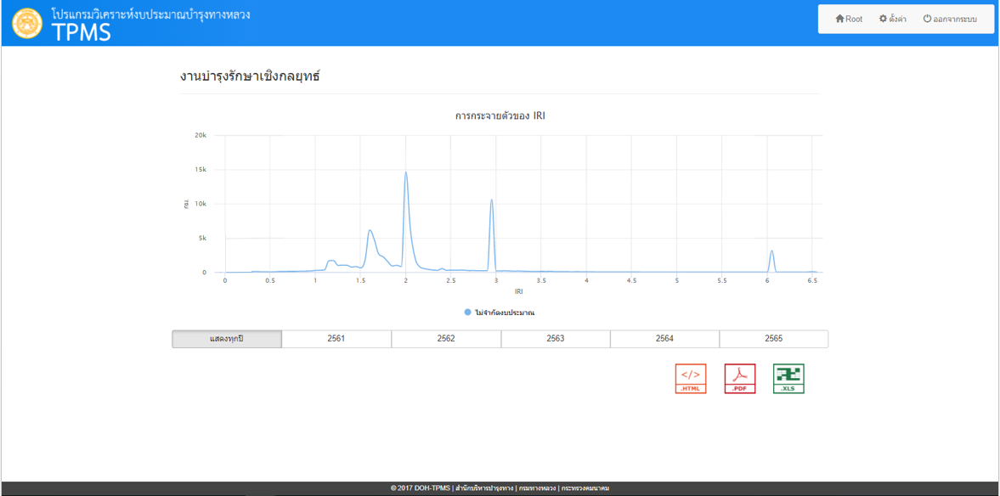 โปรแกรมวิเคราะห์งบประมาณบำรุงทางหลวง
TPMS
Root ตั้งค่า ออกจากระบบ
งานบำรุงรักษาเชิงกลยุทธ์
การกระจายตัวของ IRI
20k
15k
10k
5k
0
กม.
0 0.5 1 1.5 2 2.5 3 3.5 4 4.5 5 5.5 6 6.5
IRI
ไม่จำกัดงบประมาณ
แสดงทุกปี 2561 2562 2563 2564 2565
</> .HTML .PDF .XLS
© 2017 DOH-TPMS | สำนักบริหารบำรุงทาง | กรมทางหลวง | กระทรวงคมนาคม